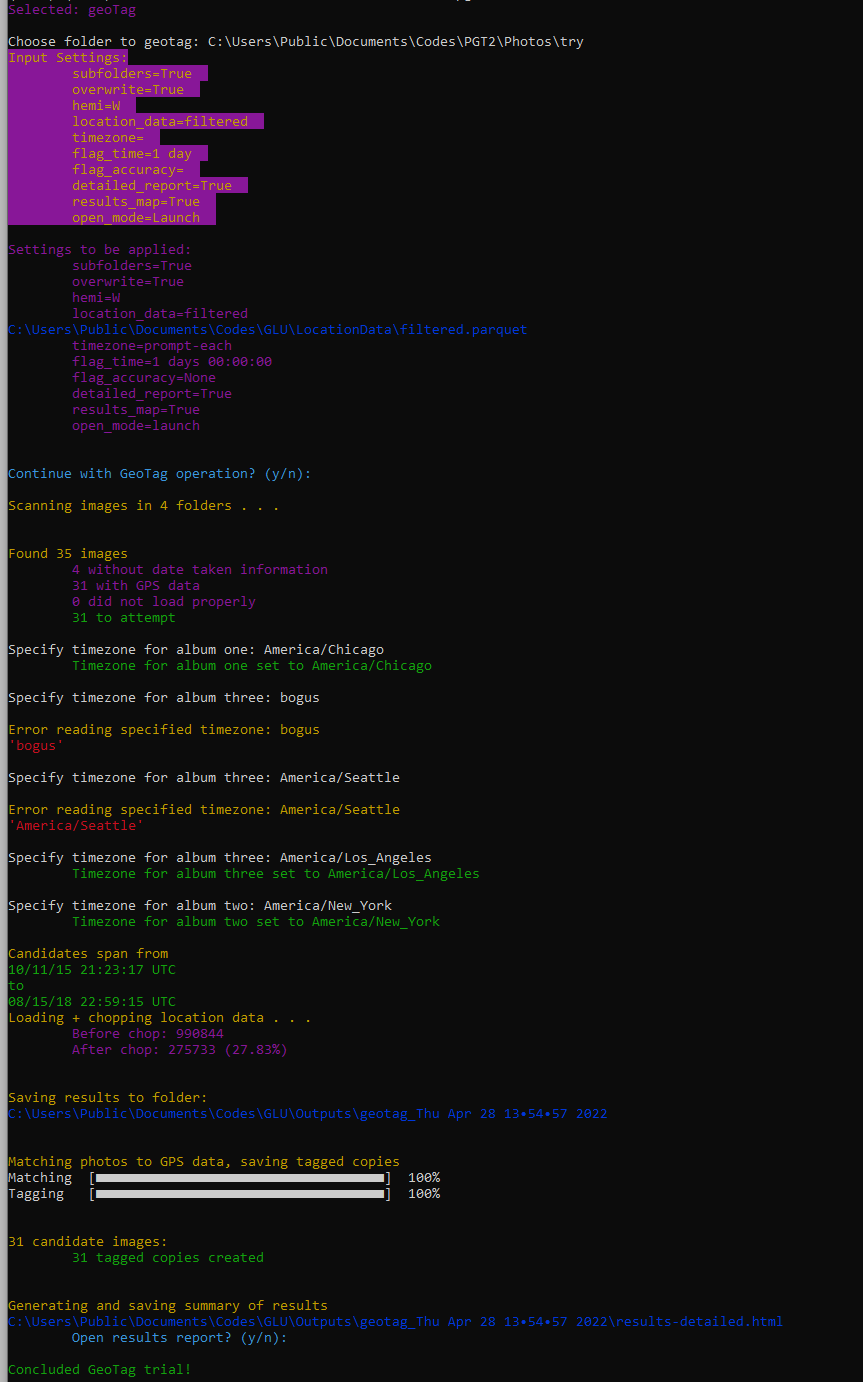 Selected: geoTag
Choose folder to geotag: C:\Users\Public\Documents\Codes\PGT2\Photos\try
Input Settings:
subfolders=True
overwrite=True
hemi=W
location_data=filtered
timezone=
flag_time=1 day
flag_accuracy=
detailed_report=True
results_map=True
open_mode=Launch
Settings to be applied:
subfolders=True
overwrite=True
hemi=W
location_data=filtered
C:\Users\Public\Documents\Codes\GLU\LocationData\filtered.parquet
timezone=prompt-each
flag_time=1 days 00:00:00
flag_accuracy=None
detailed_report=True
results_map=True
open_mode=launch
Continue with GeoTag operation? (y/n):
Scanning images in 4 folders . . .
Found 35 images
4 without date taken information
31 with GPS data
0 did not load properly
31 to attempt
Specify timezone for album one: America/Chicago
Timezone for album one set to America/Chicago
Specify timezone for album three: bogus
Error reading specified timezone: bogus
'bogus'
Specify timezone for album three: America/Seattle
Error reading specified timezone: America/Seattle
'America/Seattle'
Specify timezone for album three: America/Los_Angeles
Timezone for album three set to America/Los_Angeles
Specify timezone for album two: America/New_York
Timezone for album two set to America/New_York
Candidates span from
10/11/15 21:23:17 UTC
to
08/15/18 22:59:15 UTC
Loading + chopping location data . . .
Before chop: 990844
After chop: 275733 (27.83%)
Saving results to folder:
C:\Users\Public\Documents\Codes\GLU\Outputs\geotag_Thu Apr 28 13•54•57 2022
Matching photos to GPS data, saving tagged copies
Matching [] 100%
Tagging [] 100%
31 candidate images:
31 tagged copies created
Generating and saving summary of results
C:\Users\Public\Documents\Codes\GLU\Outputs\geotag_Thu Apr 28 13•54•57 2022\results-detailed.html
Open results report? (y/n):
Concluded GeoTag trial!